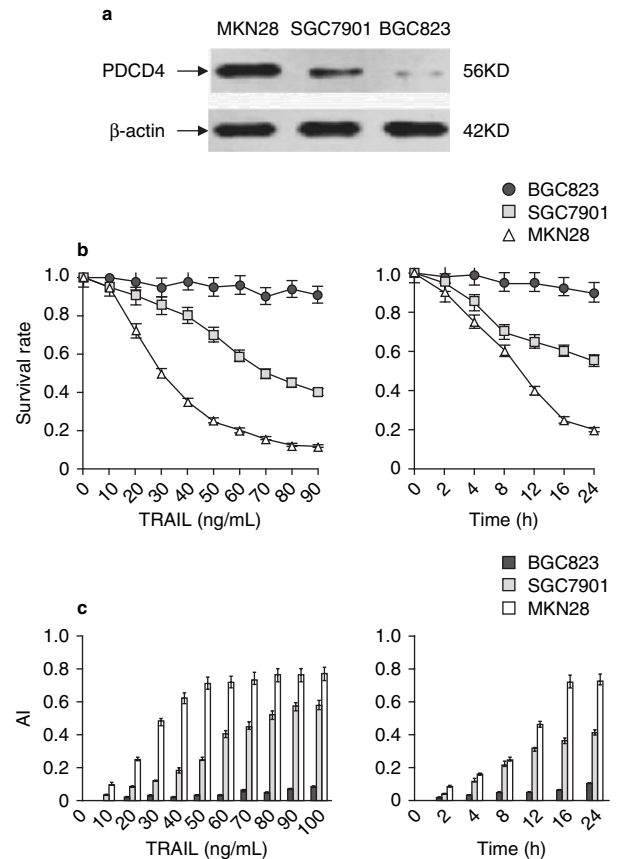 a
MKN28 SGC7901 BGC823
PDCD4 56KD
β-actin 42KD
BGC823
SGC7901
MKN28
b
1.0
0.8
0.6
0.4
0.2
0
Survival rate
0 10 20 30 40 50 60 70 80 90
TRAIL (ng/mL)
1.0
0.8
0.6
0.4
0.2
0
0 2 4 8 12 16 24
Time (h)
BGC823
SGC7901
MKN28
c
1.0
0.8
0.6
0.4
0.2
0
AI
0 10 20 30 40 50 60 70 80 90 100
TRAIL (ng/mL)
1.0
0.8
0.6
0.4
0.2
0
0 2 4 8 12 16 24
Time (h)